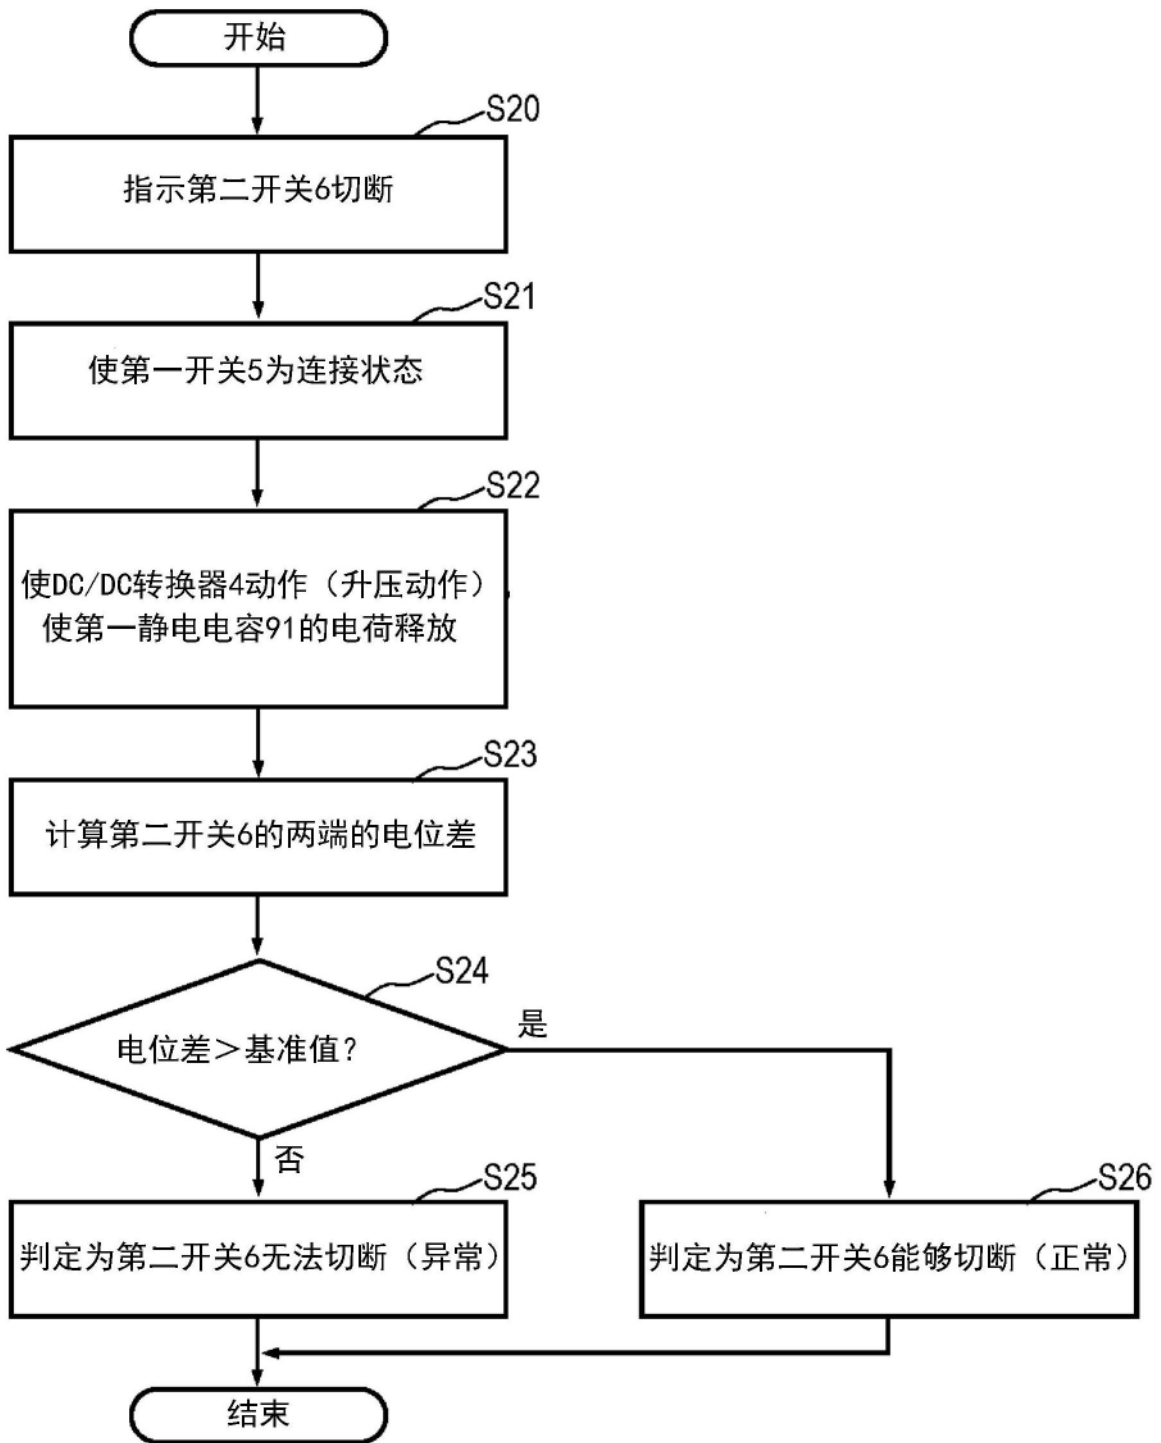 开始
S20
指示第二开关6切断
S21
使第一开关5为连接状态
S22
使DC/DC转换器4动作（升压动作）
使第一静电电容91的电荷释放
S23
计算第二开关6的两端的电位差
S24
电位差＞基准值？
是
否
S25
判定为第二开关6无法切断（异常）
S26
判定为第二开关6能够切断（正常）
结束